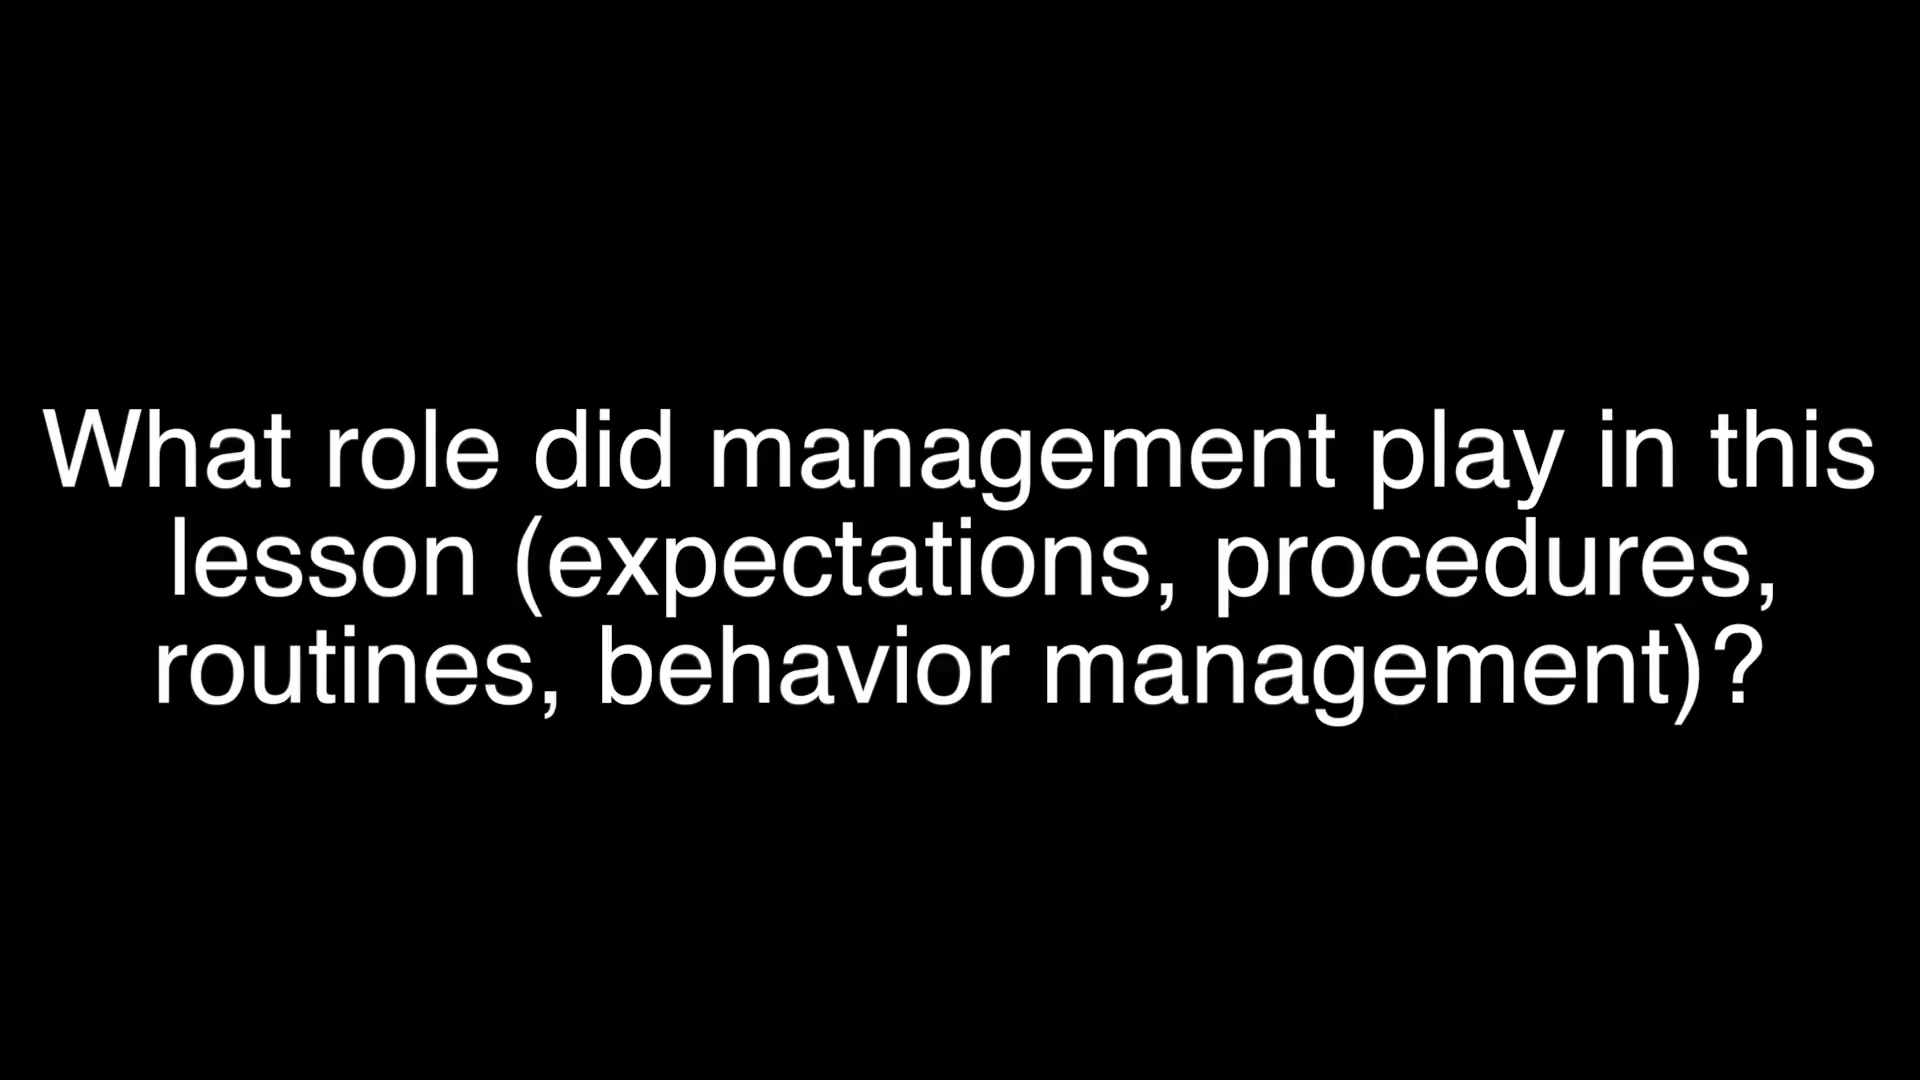 What role did management play in this
lesson (expectations, procedures,
routines, behavior management)?